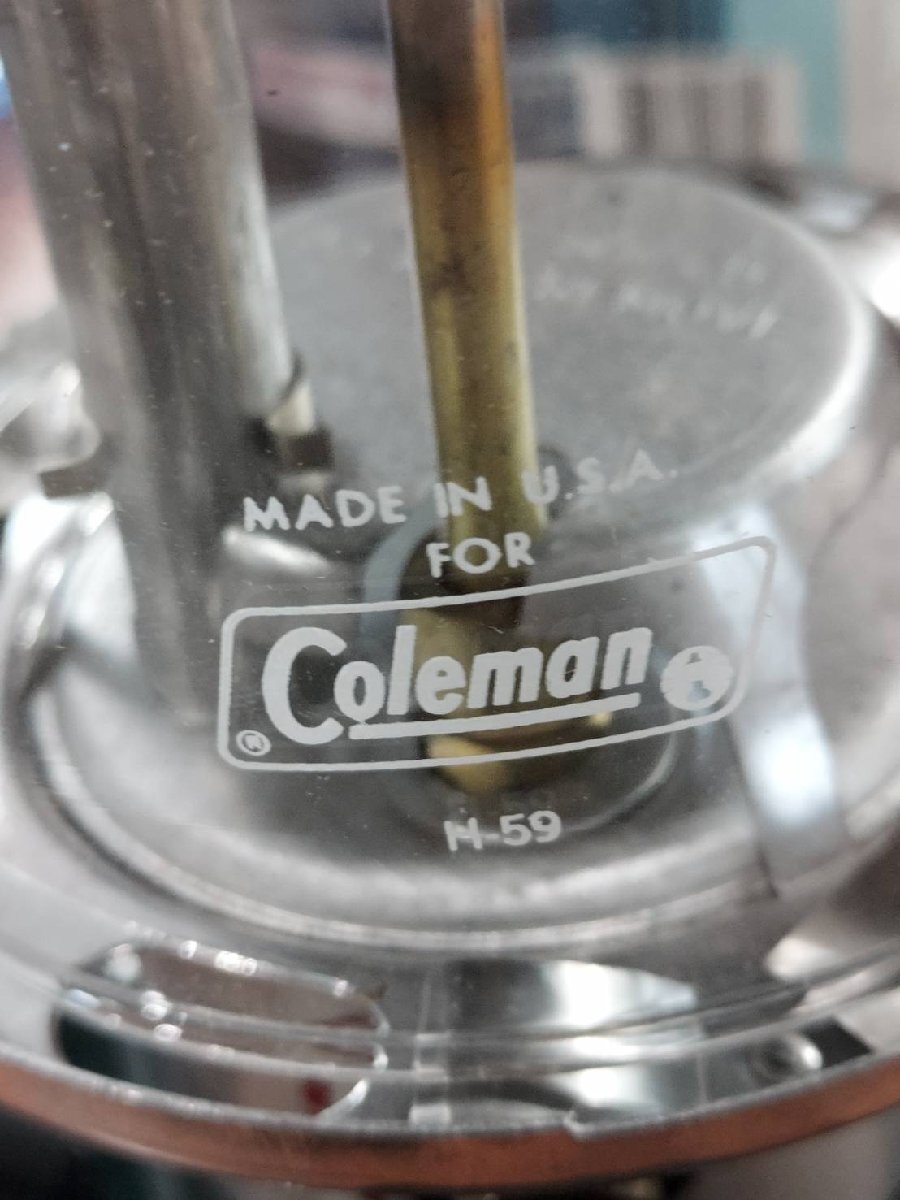 MADE IN U.S.A.
FOR
Coleman
®
H-59